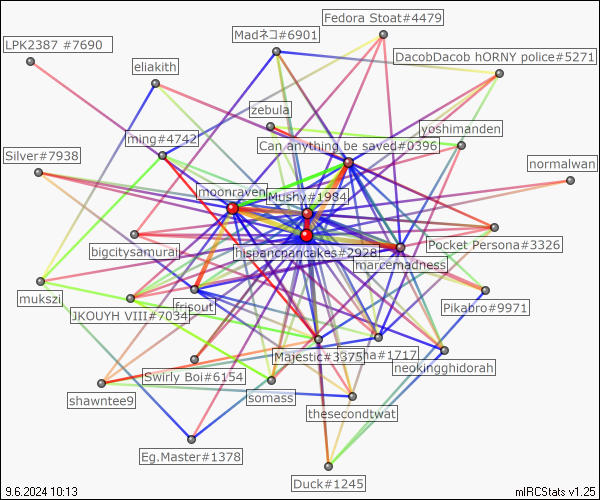 Fedora Stoat#4479
Madネコ#6901
LPK2387 #7690
DacobDacob hORNY police#5271
eliakith
zebula
yoshimanden
ming#4742
Can anything be saved#0396
Silver#7938
normalwan
moonraven
Mushy#1984
bigcitysamurai
hispanicpancakes#2928
Pocket Persona#3326
marcemadness
mukszi
frisout
Pikabro#9971
JKOUYH VIII#7034
Majestic#3375
#1717
neokingghidorah
Swirly Boi#6154
shawntee9
somass
thesecondtwat
Eg.Master#1378
Duck#1245
9.6.2024 10:13
mIRCStats v1.25